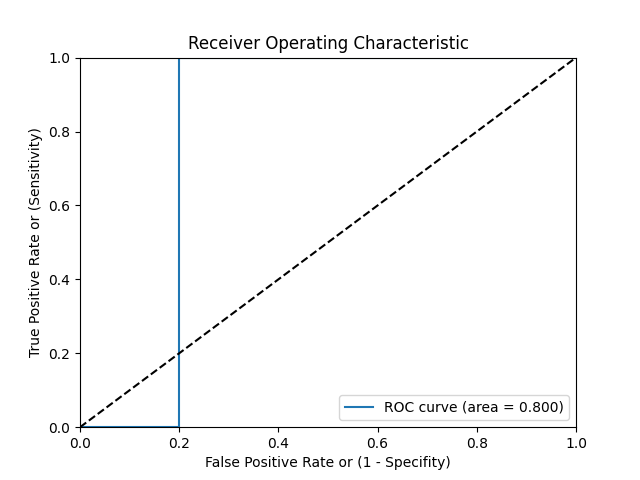 Receiver Operating Characteristic
True Positive Rate or (Sensitivity)
1.0
0.8
0.6
0.4
0.2
0.0
ROC curve (area = 0.800)
0.0 0.2 0.4 0.6 0.8 1.0
False Positive Rate or (1 - Specifity)